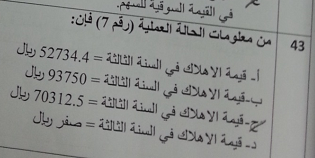 في القيمة السوقية للسهم.
43 من معلومات الحالة العملية (رقم 7) فإن:
أ- قيمة الاهلاك في السنة الثالثة = 52734.4 ريال
ب- قيمة الاهلاك في السنة الثالثة = 93750 ريال
ج- قيمة الاهلاك في السنة الثالثة = 70312.5 ريال
د- قيمة الاهلاك في السنة الثالثة = صفر ريال